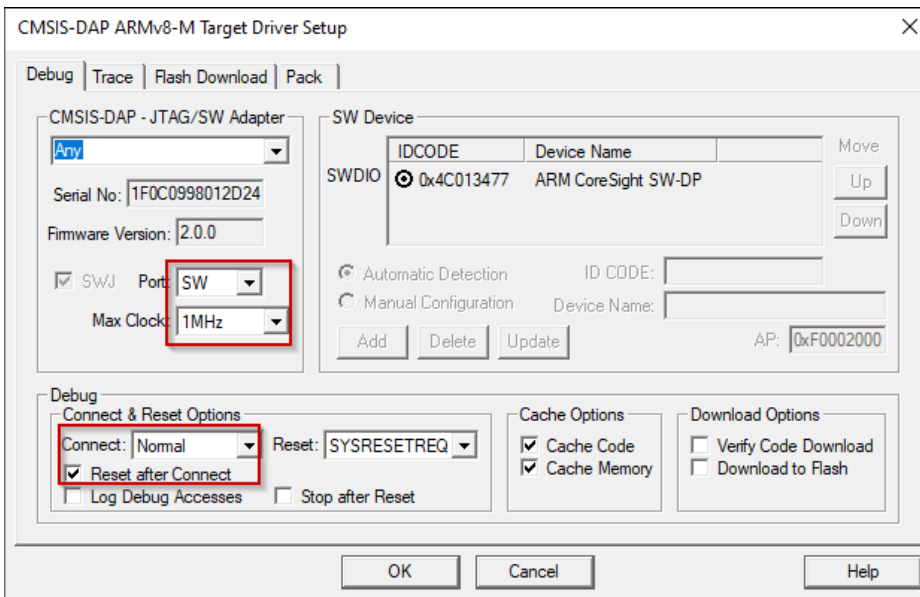 CMSIS-DAP ARMv8-M Target Driver Setup
Debug Trace Flash Download Pack
CMSIS-DAP - JTAG/SW Adapter
Any
Serial No: 1F0C0998012D24
Firmware Version: 2.0.0
SWJ Port: SW
Max Clock: 1MHz
SW Device
IDCODE Device Name
SWDIO 0x4C013477 ARM CoreSight SW-DP
Move
Up
Down
Automatic Detection ID CODE:
Manual Configuration Device Name:
Add Delete Update AP: 0xF0002000
Debug
Connect & Reset Options
Connect: Normal Reset: SYSRESETREQ
Reset after Connect
Log Debug Accesses Stop after Reset
Cache Options
Cache Code
Cache Memory
Download Options
Verify Code Download
Download to Flash
OK Cancel Help